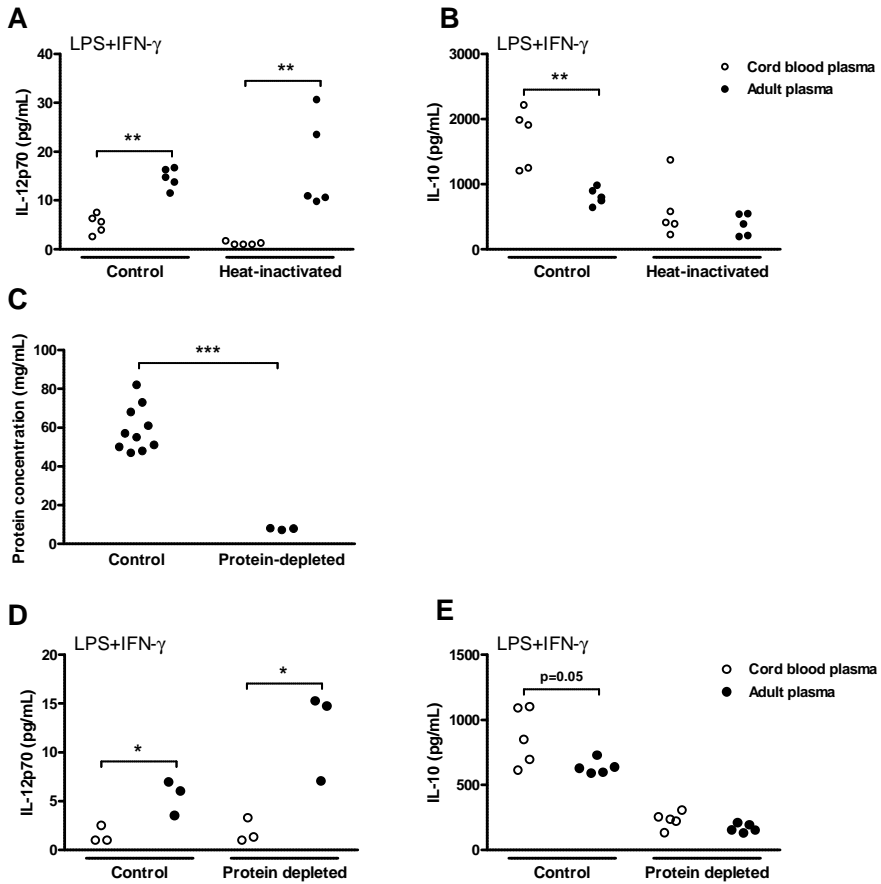 A
LPS+IFN-γ
IL-12p70 (pg/mL)
40
30
20
10
0
**
**
Control
Heat-inactivated
B
LPS+IFN-γ
IL-10 (pg/mL)
3000
2000
1000
0
**
Control
Heat-inactivated
Cord blood plasma
Adult plasma
C
Protein concentration (mg/mL)
100
80
60
40
20
0
***
Control
Protein-depleted
D
LPS+IFN-γ
IL-12p70 (pg/mL)
20
15
10
5
0
*
*
Control
Protein depleted
E
LPS+IFN-γ
IL-10 (pg/mL)
1500
1000
500
0
p=0.05
Control
Protein depleted
Cord blood plasma
Adult plasma